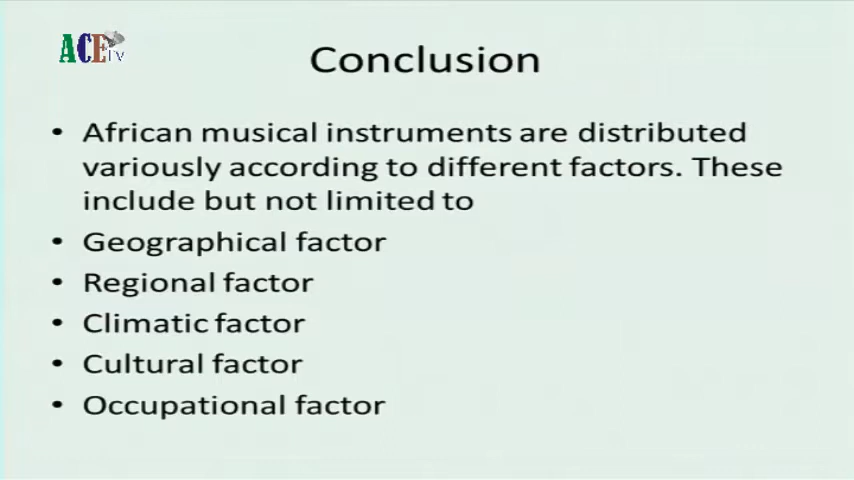 ACE TV
Conclusion
• African musical instruments are distributed
variously according to different factors. These
include but not limited to
• Geographical factor
• Regional factor
• Climatic factor
• Cultural factor
• Occupational factor